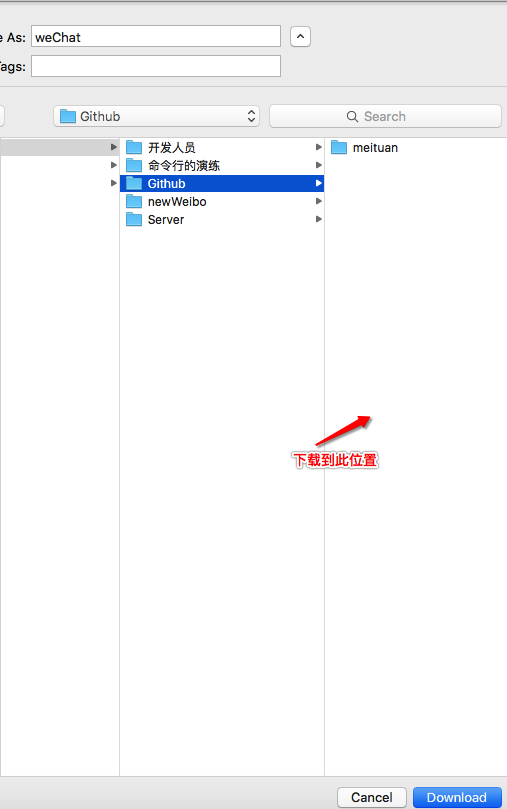 e As: weChat
Tags:
Github
Search
开发人员
命令行的演练
Github
newWeibo
Server
meituan
下载到此位置
Cancel
Download